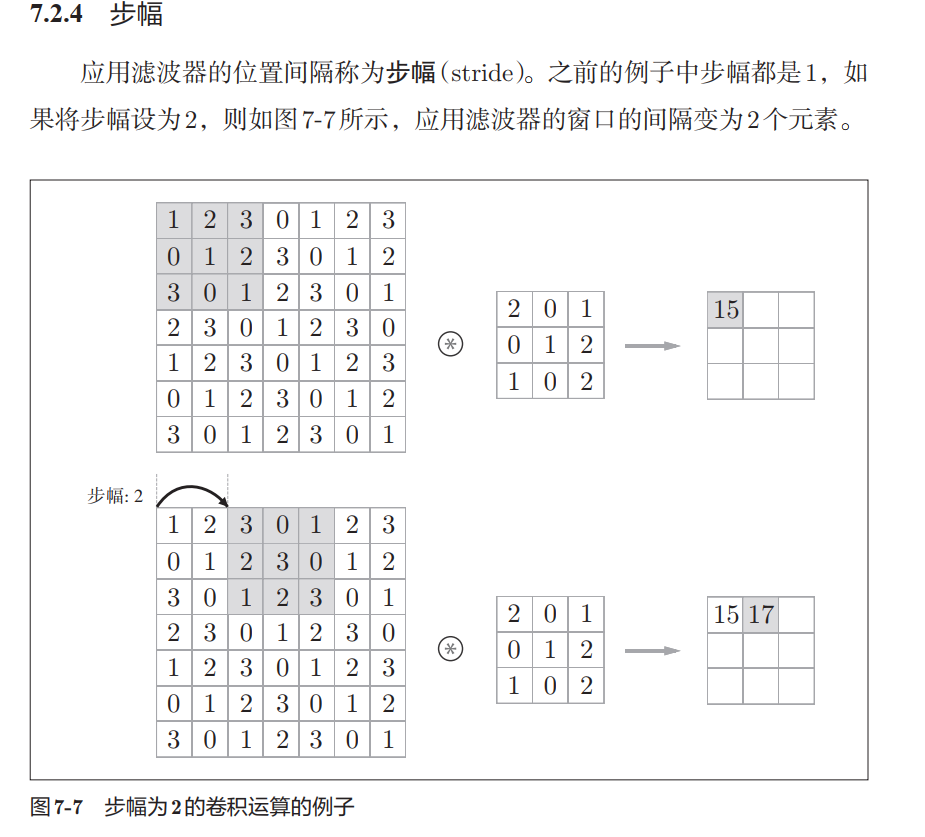 7.2.4 步幅
应用滤波器的位置间隔称为步幅(stride)。之前的例子中步幅都是1，如
果将步幅设为2，则如图7-7所示，应用滤波器的窗口的间隔变为2个元素。
1 2 3 0 1 2 3
0 1 2 3 0 1 2
3 0 1 2 3 0 1
2 3 0 1 2 3 0
1 2 3 0 1 2 3
0 1 2 3 0 1 2
3 0 1 2 3 0 1
*
2 0 1
0 1 2
1 0 2
15
步幅: 2
1 2 3 0 1 2 3
0 1 2 3 0 1 2
3 0 1 2 3 0 1
2 3 0 1 2 3 0
1 2 3 0 1 2 3
0 1 2 3 0 1 2
3 0 1 2 3 0 1
*
2 0 1
0 1 2
1 0 2
15 17
图7-7 步幅为2的卷积运算的例子